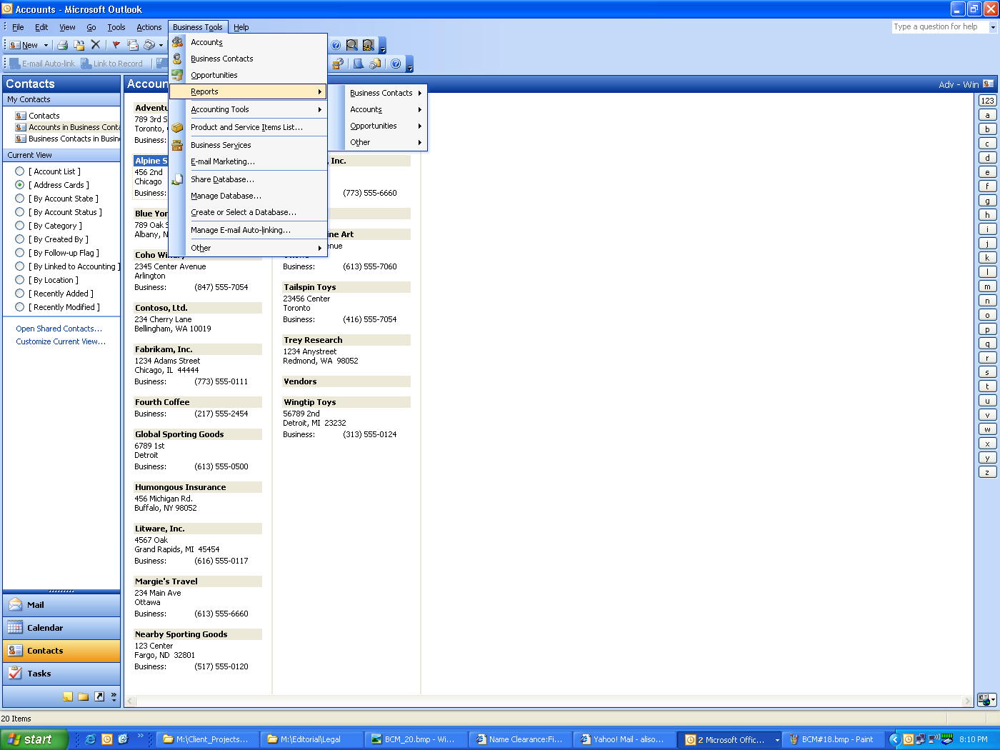 Accounts - Microsoft Outlook
File Edit View Go Tools Actions Business Tools Help
Type a question for help
New
E-mail Auto-link Link to Record
Contacts
My Contacts
Contacts
Accounts in Business Conta
Business Contacts in Busin
Current View
[ Account List ]
[ Address Cards ]
[ By Account State ]
[ By Account Status ]
[ By Category ]
[ By Created By ]
[ By Follow-up Flag ]
[ By Linked to Accounting ]
[ By Location ]
[ Recently Added ]
[ Recently Modified ]
Open Shared Contacts...
Customize Current View...
Mail
Calendar
Contacts
Tasks
Accounts
Business Contacts
Opportunities
Reports
Accounting Tools
Product and Service Items List...
Business Services
E-mail Marketing...
Share Database...
Manage Database...
Create or Select a Database...
Manage E-mail Auto-linking...
Other
Business Contacts
Accounts
Opportunities
Other
Accoun
Adv - Win
Adventu
789 3rd S
Toronto, 
Business:
Alpine S
456 2nd
Chicago
Business:
Blue Yon
789 Oak S
Albany, N
Coho Winery
2345 Center Avenue
Arlington
Business: (847) 555-7054
Contoso, Ltd.
234 Cherry Lane
Bellingham, WA 10019
Fabrikam, Inc.
1234 Adams Street
Chicago, IL 44444
Business: (773) 555-0111
Fourth Coffee
Business: (217) 555-2454
Global Sporting Goods
6789 1st
Detroit
Business: (613) 555-0500
Humongous Insurance
456 Michigan Rd.
Buffalo, NY 98052
Litware, Inc.
4567 Oak
Grand Rapids, MI 45454
Business: (616) 555-0117
Margie's Travel
234 Main Ave
Ottawa
Business: (613) 555-6660
Nearby Sporting Goods
123 Center
Fargo, ND 32801
Business: (517) 555-0120
, Inc.
(773) 555-6660
ine Art
enue
Ottawa
Business: (613) 555-7060
Tailspin Toys
23456 Center
Toronto
Business: (416) 555-7054
Trey Research
1234 Anystreet
Redmond, WA 98052
Vendors
Wingtip Toys
56789 2nd
Detroit, MI 23232
Business: (313) 555-0124
123
a
b
c
d
e
f
g
h
i
j
k
l
m
n
o
p
q
r
s
t
u
v
w
x
y
z
20 Items
start
M:\Client_Projects...
M:\Editorial\Legal
BCM_20.bmp - Wi...
Name Clearance:Fi...
Yahoo! Mail - aliso...
2 Microsoft Offic...
BCM#18.bmp - Paint
8:10 PM